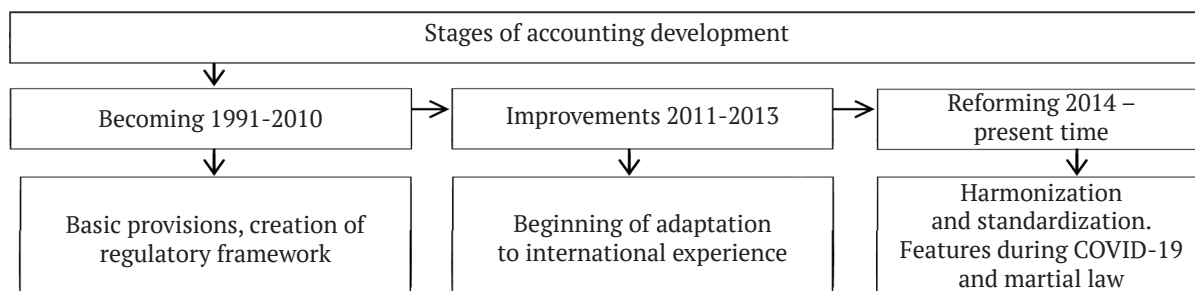 Stages of accounting development
Becoming 1991-2010
Improvements 2011-2013
Reforming 2014 –
present time
Basic provisions, creation of
regulatory framework
Beginning of adaptation
to international experience
Harmonization
and standardization.
Features during COVID-19
and martial law